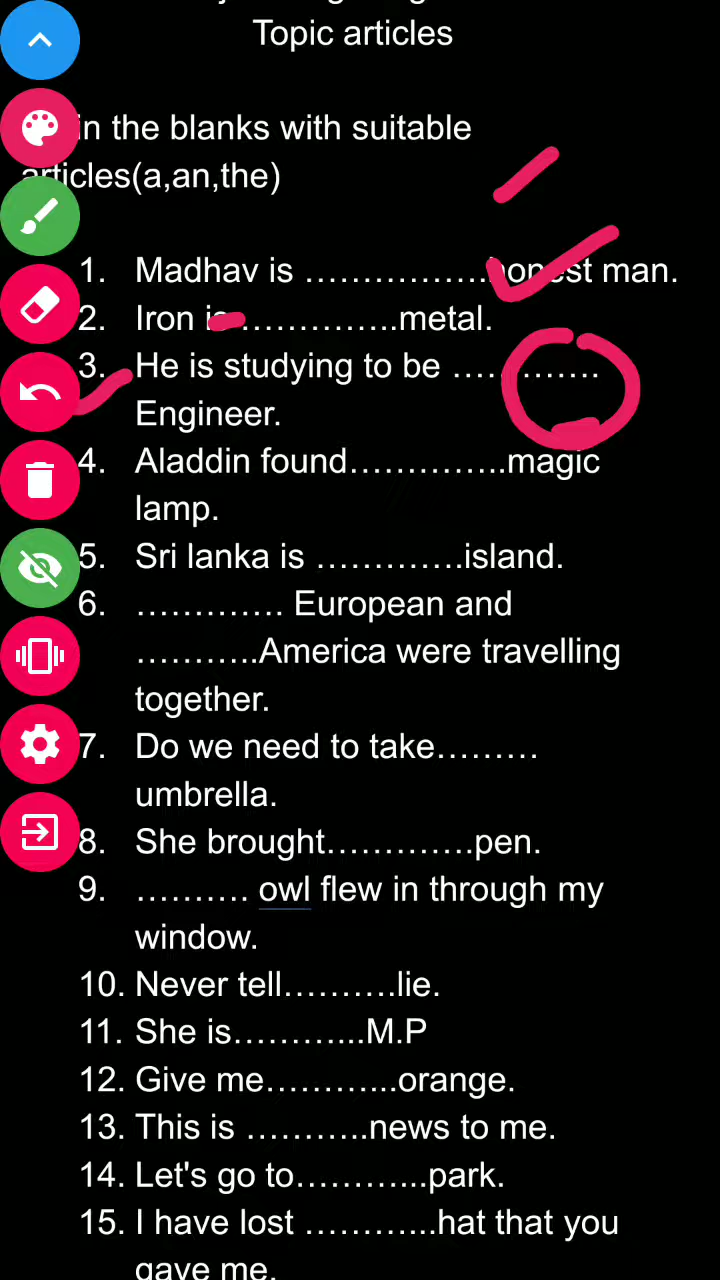 Topic articles
in the blanks with suitable
articles(a,an,the)
1. Madhav is ……………..honest man.
2. Iron is …………..metal.
3. He is studying to be ………….
Engineer.
4. Aladdin found…………..magic
lamp.
5. Sri lanka is ………….island.
6. …………. European and
………..America were travelling
together.
7. Do we need to take………
umbrella.
8. She brought………….pen.
9. ………. owl flew in through my
window.
10. Never tell……….lie.
11. She is………...M.P
12. Give me………...orange.
13. This is ………..news to me.
14. Let's go to………...park.
15. I have lost ………...hat that you
gave me.